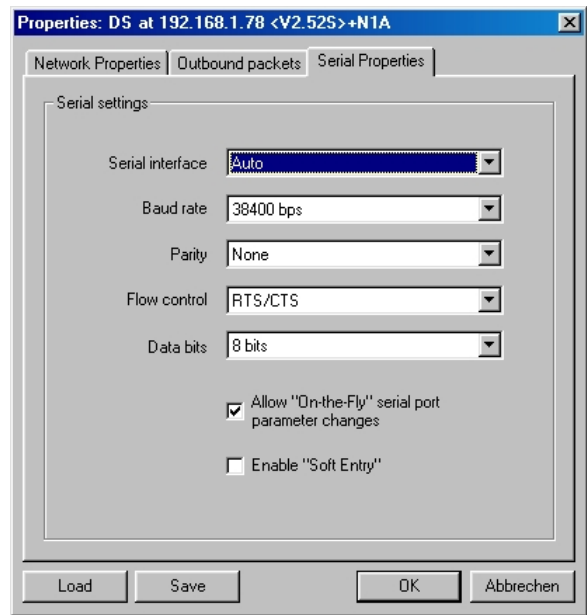 Properties: DS at 192.168.1.78 <V2.52S>+N1A
Network Properties
Outbound packets
Serial Properties
Serial settings
Serial interface
Auto
Baud rate
38400 bps
Parity
None
Flow control
RTS/CTS
Data bits
8 bits
Allow "On-the-Fly" serial port
parameter changes
Enable "Soft Entry"
Load
Save
OK
Abbrechen